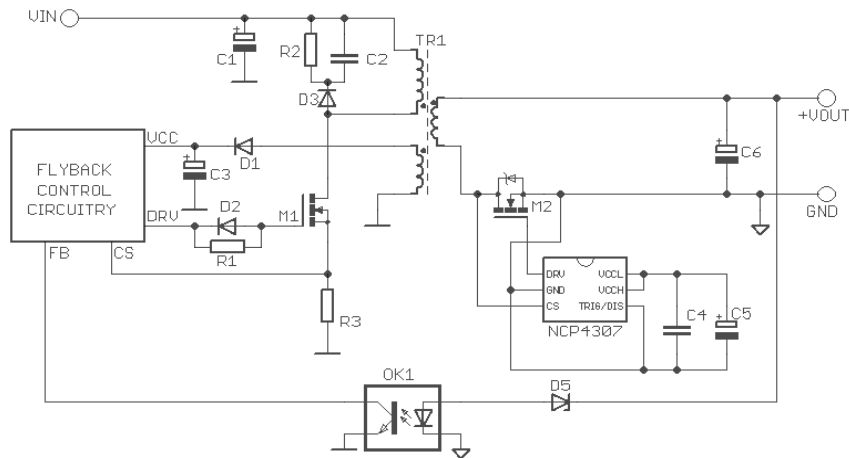 VIN
C1
R2
C2
TR1
D3
+VOUT
VCC
D1
C3
C6
FLYBACK
CONTROL
CIRCUITRY
DRV
D2
M1
M2
GND
R1
FB
CS
R3
DRV
GND
CS
VCCL
VCCH
TRIG/DIS
NCP4307
C4
C5
OK1
D5